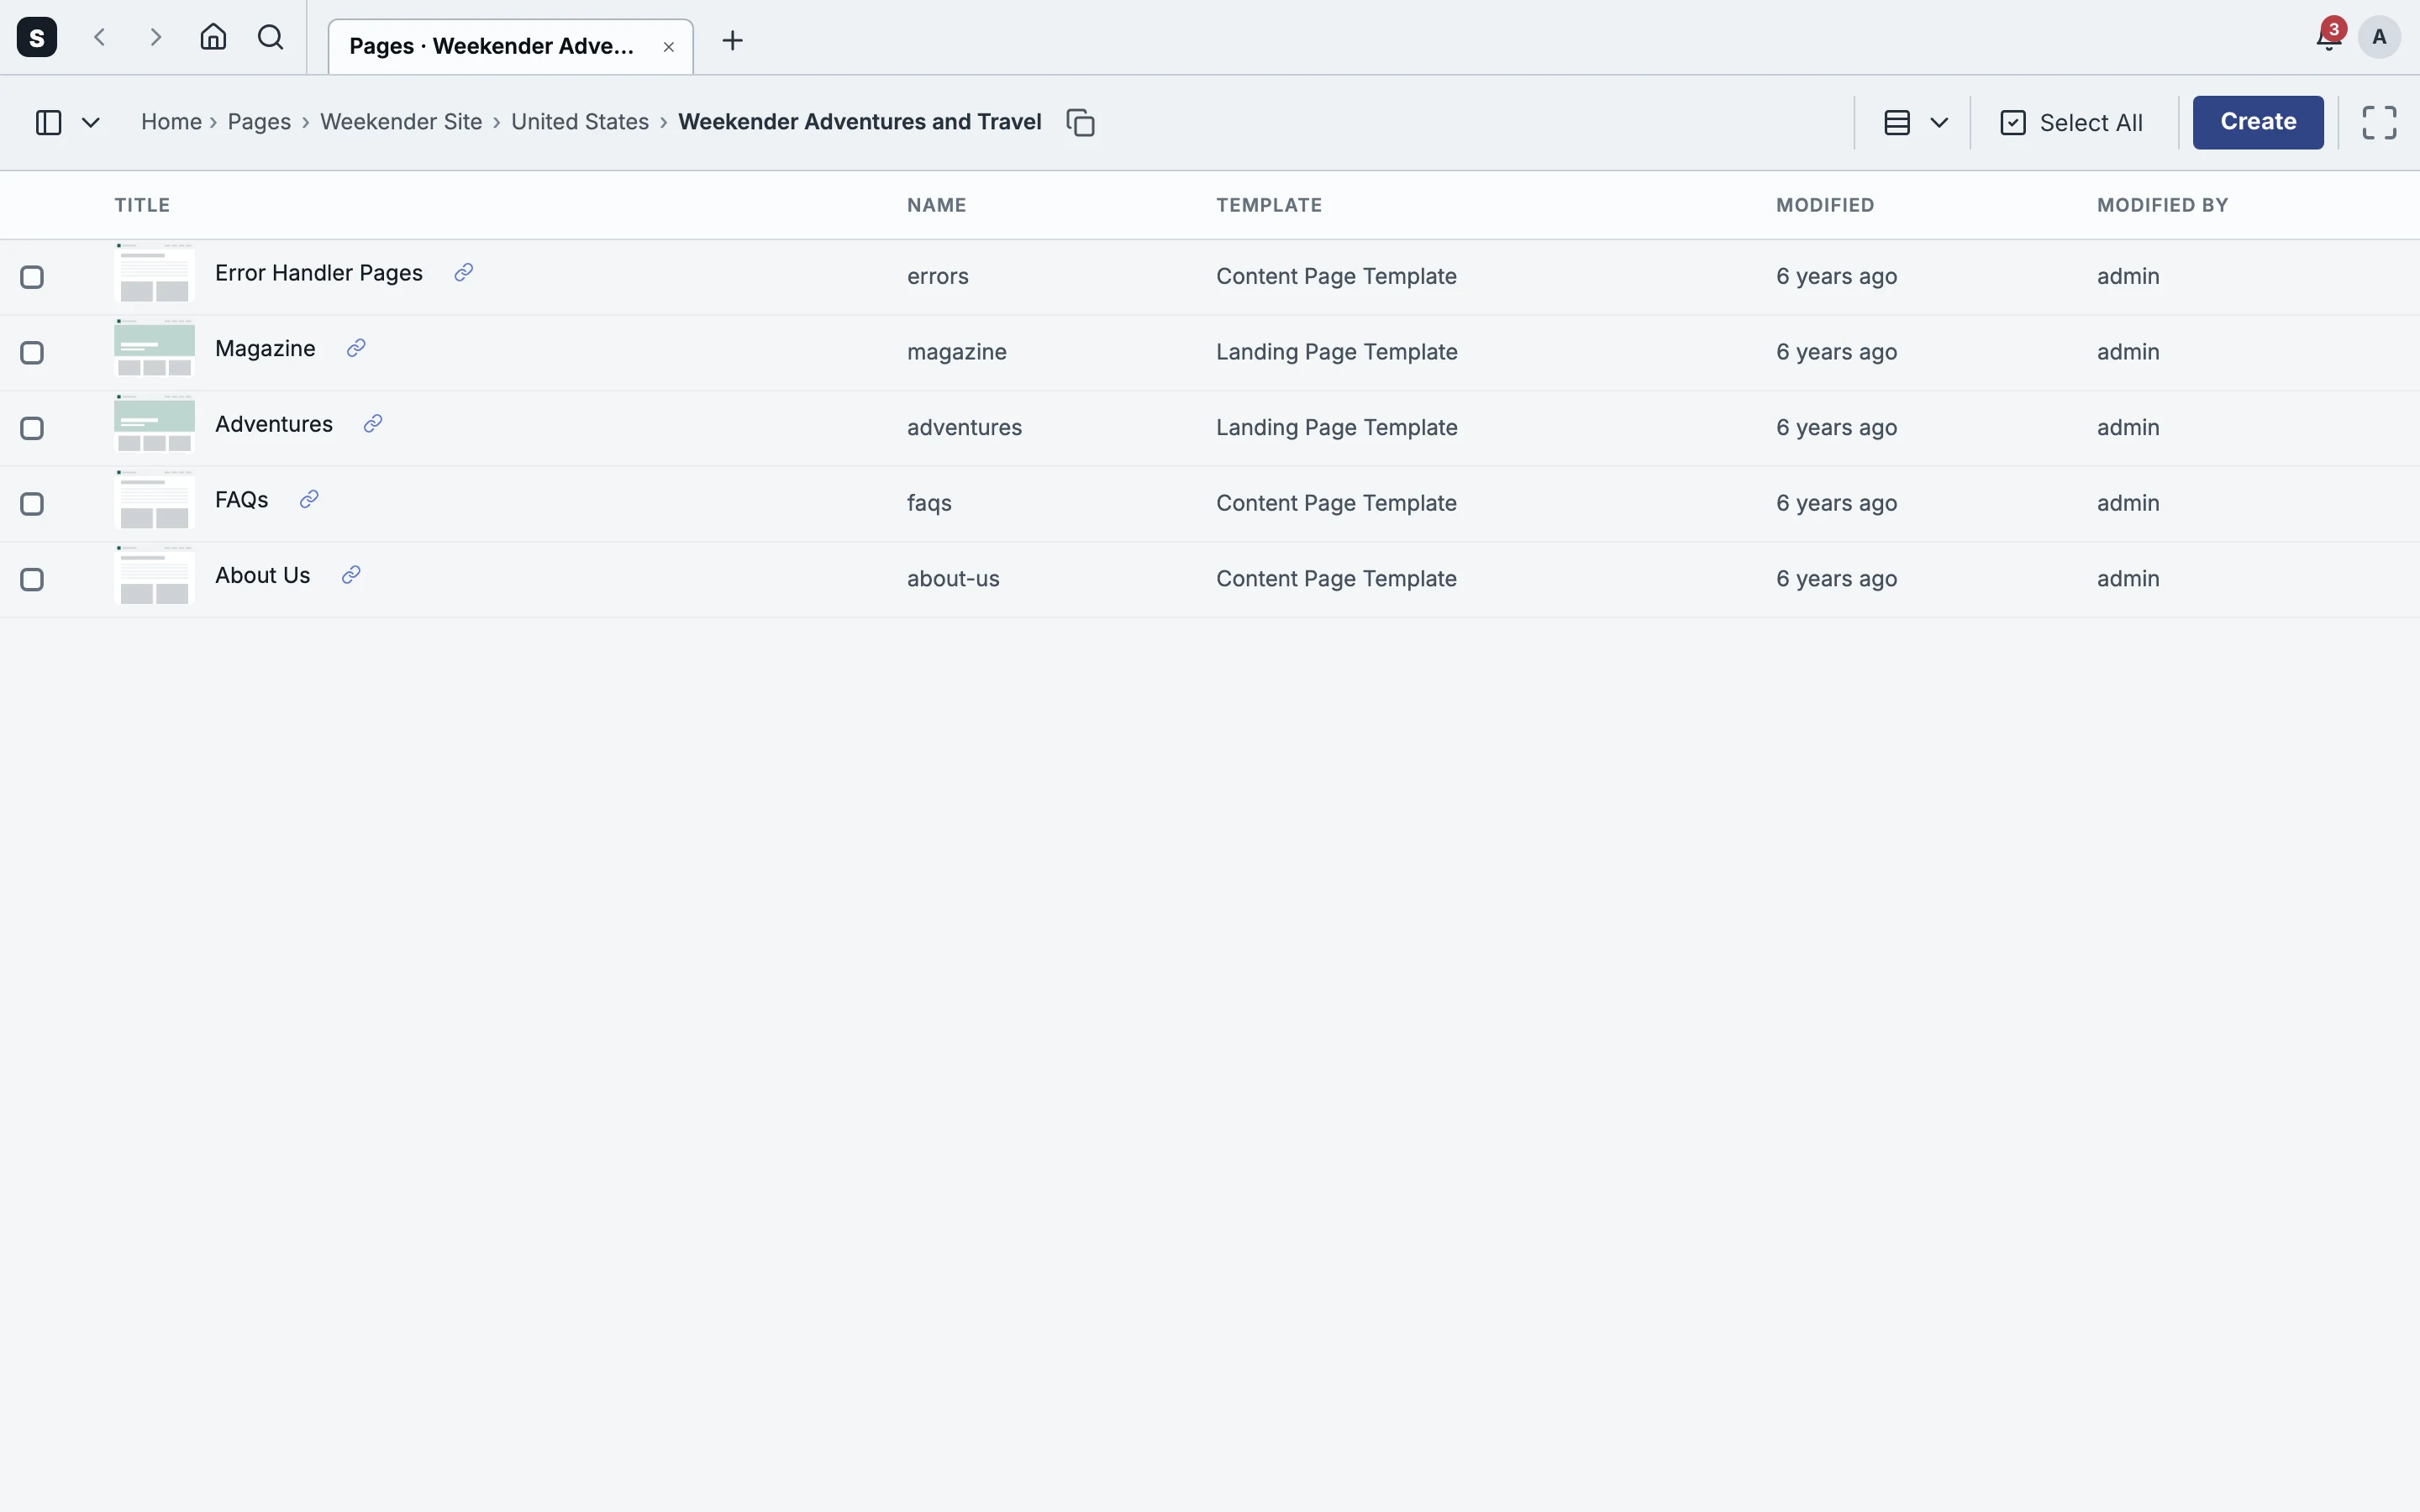 S
Pages · Weekender Adve...
3
A
Home › Pages › Weekender Site › United States › Weekender Adventures and Travel
Select All
Create
TITLE NAME TEMPLATE MODIFIED MODIFIED BY
Error Handler Pages errors Content Page Template 6 years ago admin
Magazine magazine Landing Page Template 6 years ago admin
Adventures adventures Landing Page Template 6 years ago admin
FAQs faqs Content Page Template 6 years ago admin
About Us about-us Content Page Template 6 years ago admin